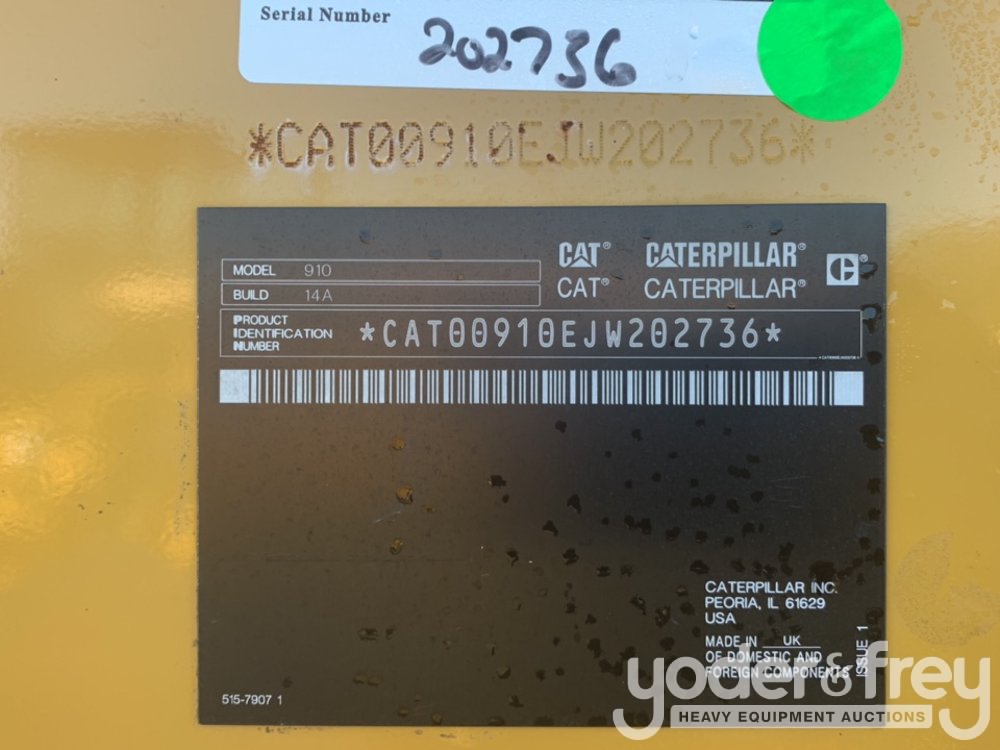 Serial Number
202736
*CAT00910EJW202736*
CAT® CATERPILLAR®
CAT® CATERPILLAR®
MODEL 910
BUILD 14A
PRODUCT
IDENTIFICATION
NUMBER
*CAT00910EJW202736*
*CAT00910EJW202736*
CATERPILLAR INC.
PEORIA, IL 61629
USA
MADE IN UK
OF DOMESTIC AND
FOREIGN COMPONENTS
ISSUE 1
515-7907 1
yoder&frey
HEAVY EQUIPMENT AUCTIONS